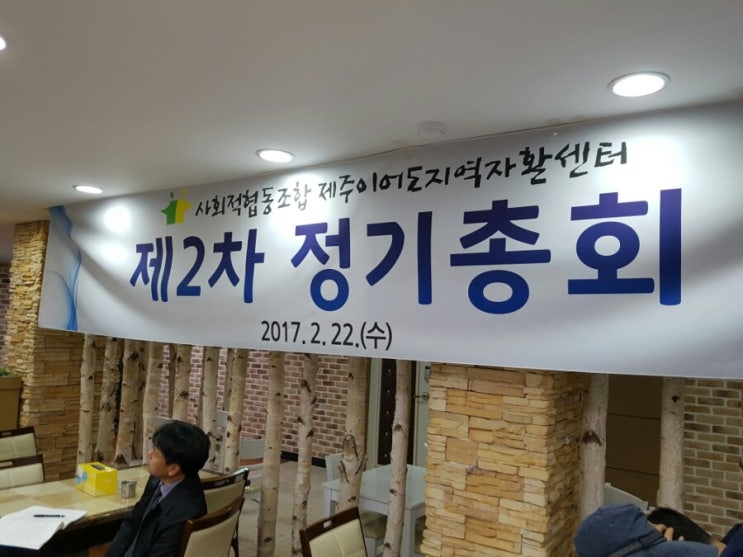 사회적협동조합 제주이어도지역자활센터
제2차 정기총회
2017. 2. 22.(수)